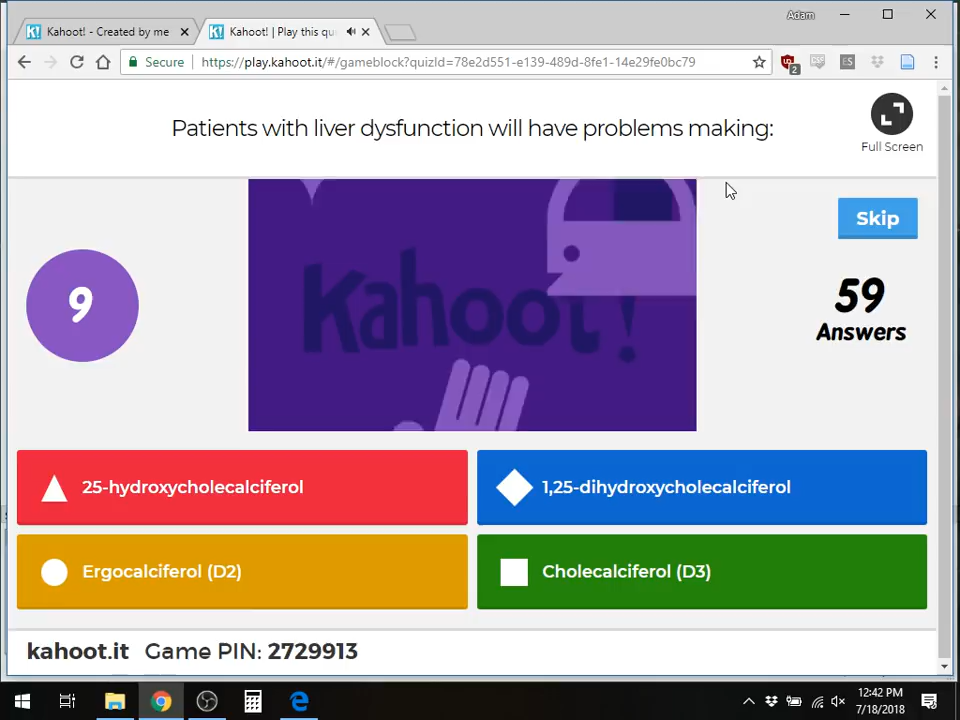 Adam
Kahoot! - Created by me
Kahoot! | Play this qu
Secure
https://play.kahoot.it/#/gameblock?quizId=78e2d551-e139-489d-8fe1-14e29fe0bc79
2
ES
Patients with liver dysfunction will have problems making:
Full Screen
Skip
9
Kahoot!
59
Answers
25-hydroxycholecalciferol
1,25-dihydroxycholecalciferol
Ergocalciferol (D2)
Cholecalciferol (D3)
kahoot.it Game PIN: 2729913
12:42 PM
7/18/2018